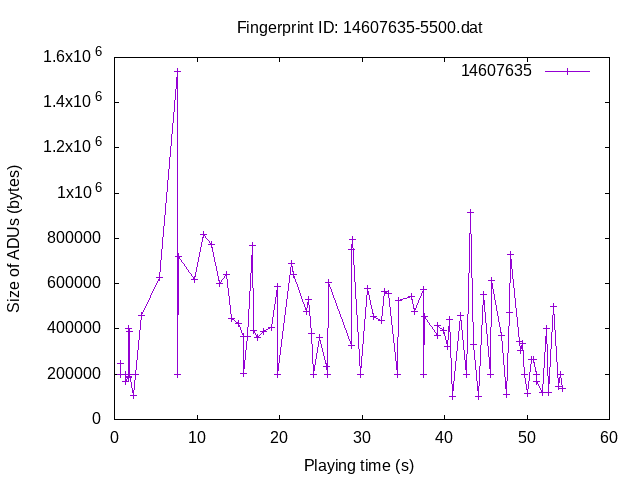 Fingerprint ID: 14607635-5500.dat
14607635
Size of ADUs (bytes)
1.6x10^6
1.4x10^6
1.2x10^6
1x10^6
800000
600000
400000
200000
0
0 10 20 30 40 50 60
Playing time (s)